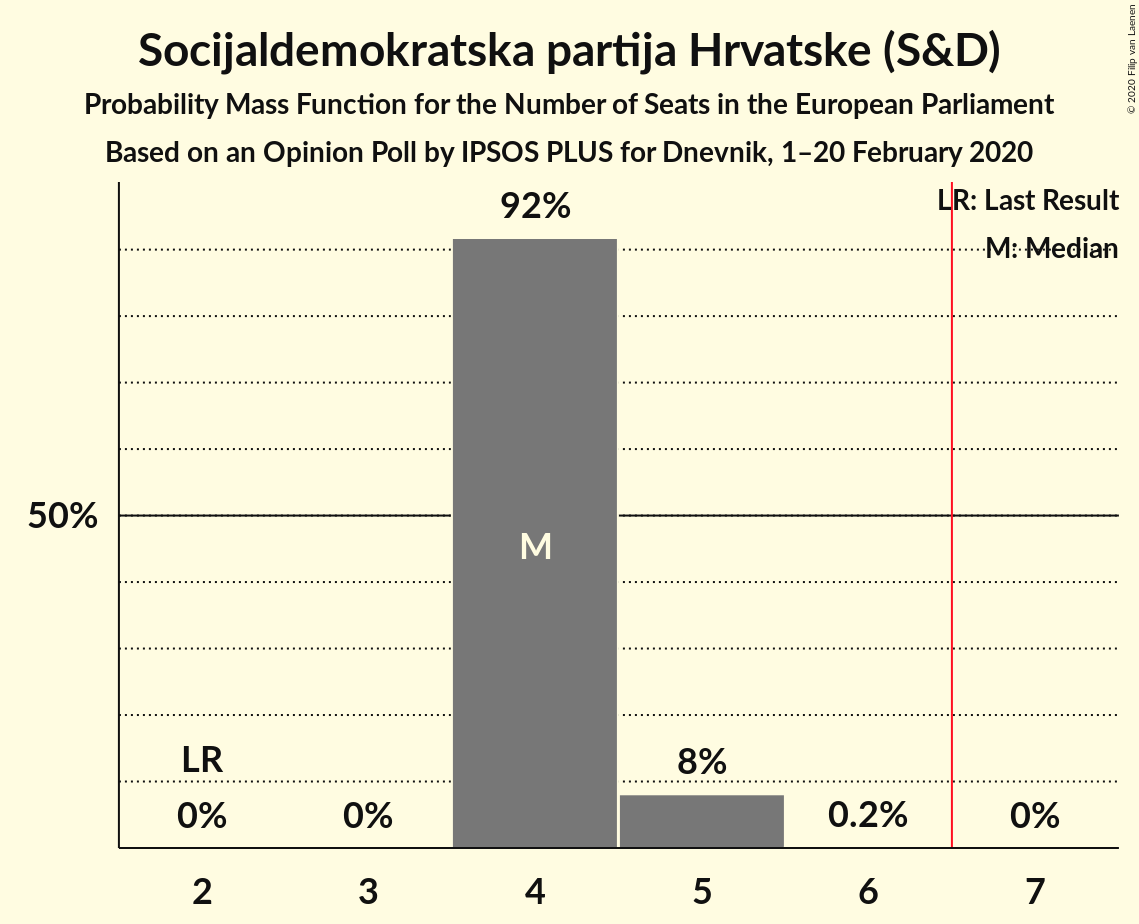 Socijaldemokratska partija Hrvatske (S&D)
Probability Mass Function for the Number of Seats in the European Parliament
Based on an Opinion Poll by IPSOS PLUS for Dnevnik, 1–20 February 2020
© 2020 Filip van Laenen
LR: Last Result
M: Median
92%
50%
M
LR
8%
0%
0%
0.2%
0%
2
3
4
5
6
7